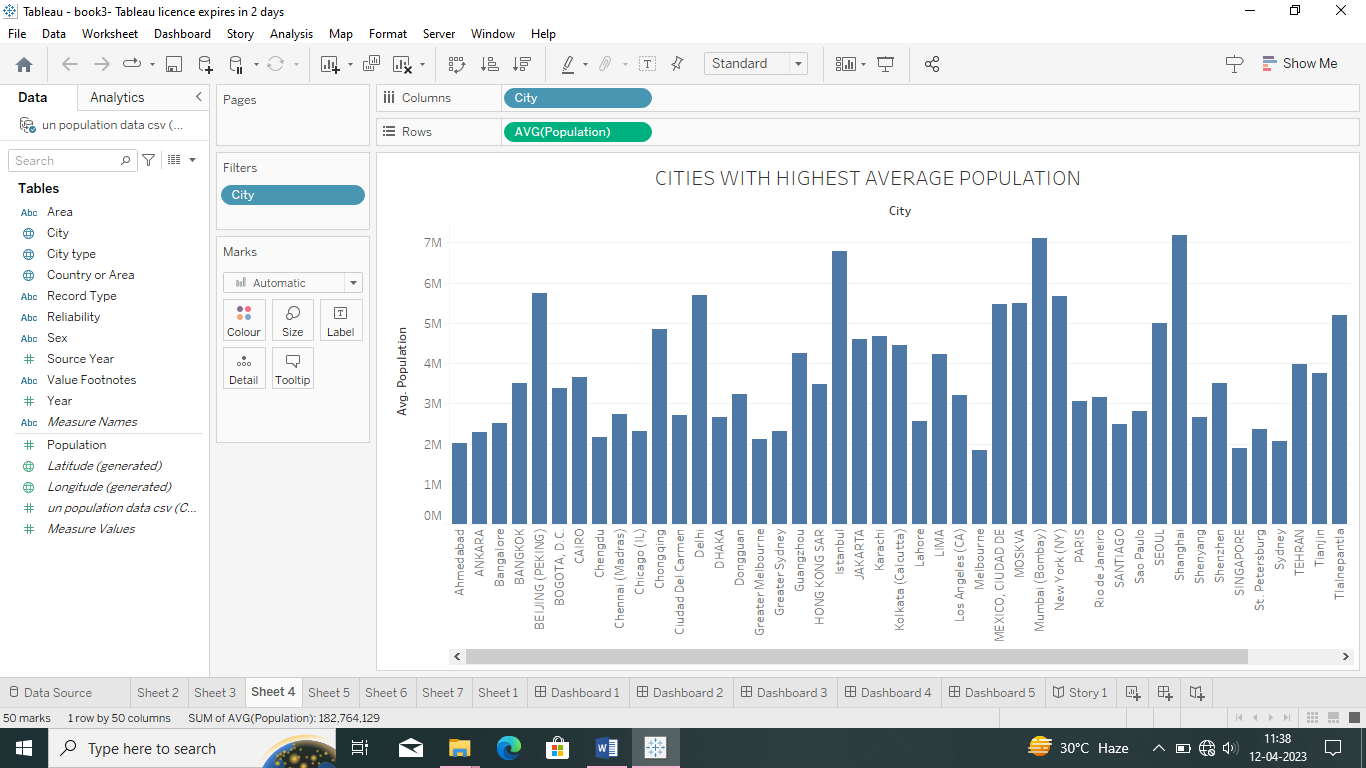 Tableau - book3- Tableau licence expires in 2 days
File Data Worksheet Dashboard Story Analysis Map Format Server Window Help
Standard
Show Me
Data Analytics
un population data csv (...
Search
Tables
Abc Area
City
City type
Country or Area
Abc Record Type
Abc Reliability
Abc Sex
Source Year
Abc Value Footnotes
Year
Abc Measure Names
Population
Latitude (generated)
Longitude (generated)
un population data csv (C...
Measure Values
Pages
Filters
City
Marks
Automatic
Colour Size Label
Detail Tooltip
Columns City
Rows AVG(Population)
CITIES WITH HIGHEST AVERAGE POPULATION
City
Avg. Population
7M
6M
5M
4M
3M
2M
1M
0M
Ahmedabad
ANKARA
Bangalore
BANGKOK
BEIJING (PEKING)
BOGOTA, D.C.
CAIRO
Chengdu
Chennai (Madras)
Chicago (IL)
Chongqing
Ciudad Del Carmen
Delhi
DHAKA
Dongguan
Greater Melbourne
Greater Sydney
Guangzhou
HONG KONG SAR
Istanbul
JAKARTA
Karachi
Kolkata (Calcutta)
Lahore
LIMA
Los Angeles (CA)
Melbourne
MEXICO, CIUDAD DE
MOSKVA
Mumbai (Bombay)
New York (NY)
PARIS
Rio de Janeiro
SANTIAGO
Sao Paulo
SEOUL
Shanghai
Shenyang
Shenzhen
SINGAPORE
St. Petersburg
Sydney
TEHRAN
Tianjin
Tlalnepantla
Data Source Sheet 2 Sheet 3 Sheet 4 Sheet 5 Sheet 6 Sheet 7 Sheet 1 Dashboard 1 Dashboard 2 Dashboard 3 Dashboard 4 Dashboard 5 Story 1
50 marks 1 row by 50 columns SUM of AVG(Population): 182,764,129
Type here to search
30°C Haze
11:38
12-04-2023